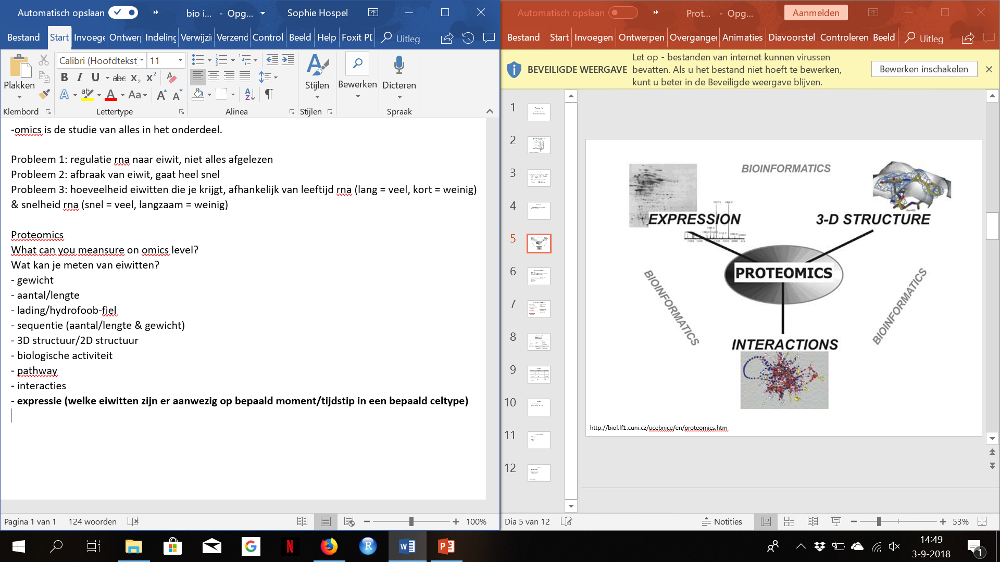 Automatisch opslaan
bio i... - Opg...
Sophie Hospel
Bestand
Start
Invoege
Ontwer
Indeling
Verwijzi
Verzend
Control
Beeld
Help
Foxit PD
Uitleg
Plakken
Calibri (Hoofdtekst
11
Stijlen
Bewerken
Dicteren
Klembord
Lettertype
Alinea
Stijlen
Spraak
-omics is de studie van alles in het onderdeel.
Probleem 1: regulatie rna naar eiwit, niet alles afgelezen
Probleem 2: afbraak van eiwit, gaat heel snel
Probleem 3: hoeveelheid eiwitten die je krijgt, afhankelijk van leeftijd rna (lang = veel, kort = weinig)
& snelheid rna (snel = veel, langzaam = weinig)
Proteomics
What can you meansure on omics level?
Wat kan je meten van eiwitten?
- gewicht
- aantal/lengte
- lading/hydrofoob-fiel
- sequentie (aantal/lengte & gewicht)
- 3D structuur/2D structuur
- biologische activiteit
- pathway
- interacties
- expressie (welke eiwitten zijn er aanwezig op bepaald moment/tijdstip in een bepaald celtype)
Pagina 1 van 1
124 woorden
100%
Automatisch opslaan
Prot... - Opg...
Aanmelden
Bestand
Start
Invoegen
Ontwerpen
Overgangen
Animaties
Diavoorstel
Controleren
Beeld
Uitleg
BEVEILIGDE WEERGAVE
Let op - bestanden van internet kunnen virussen
bevatten. Als u het bestand niet hoeft te bewerken,
kunt u beter in de Beveiligde weergave blijven.
Bewerken inschakelen
1
2
3
4
5
6
7
8
9
10
11
12
BIOINFORMATICS
EXPRESSION
3-D STRUCTURE
PROTEOMICS
BIOINFORMATICS
BIOINFORMATICS
INTERACTIONS
http://biol.lf1.cuni.cz/ucebnice/en/proteomics.htm
Dia 5 van 12
Notities
53%
14:49
3-9-2018
1